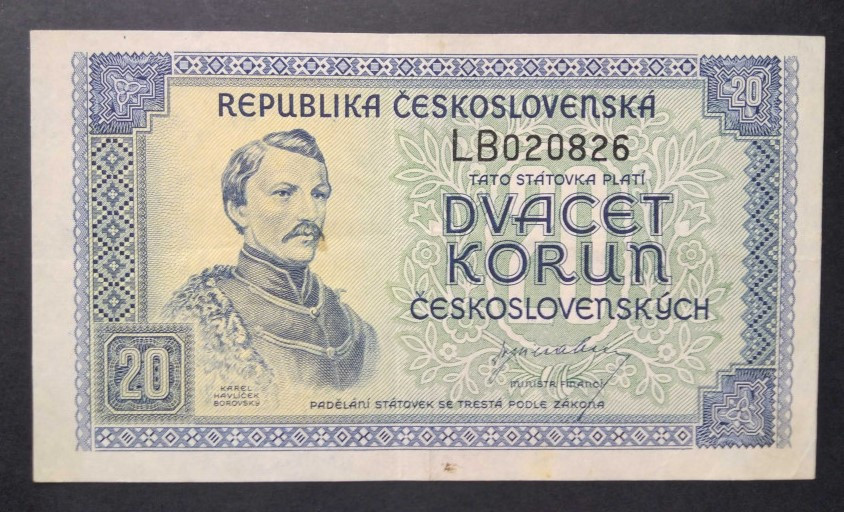 20
REPUBLIKA ČESKOSLOVENSKÁ
LB020826
TATO STÁTOVKA PLATÍ
DVACET
KORUN
ČESKOSLOVENSKÝCH
MINISTR FINANCÍ
20
KAREL
HAVLÍČEK
BOROVSKÝ
PADĚLÁNÍ STÁTOVEK SE TRESTÁ PODLE ZÁKONA